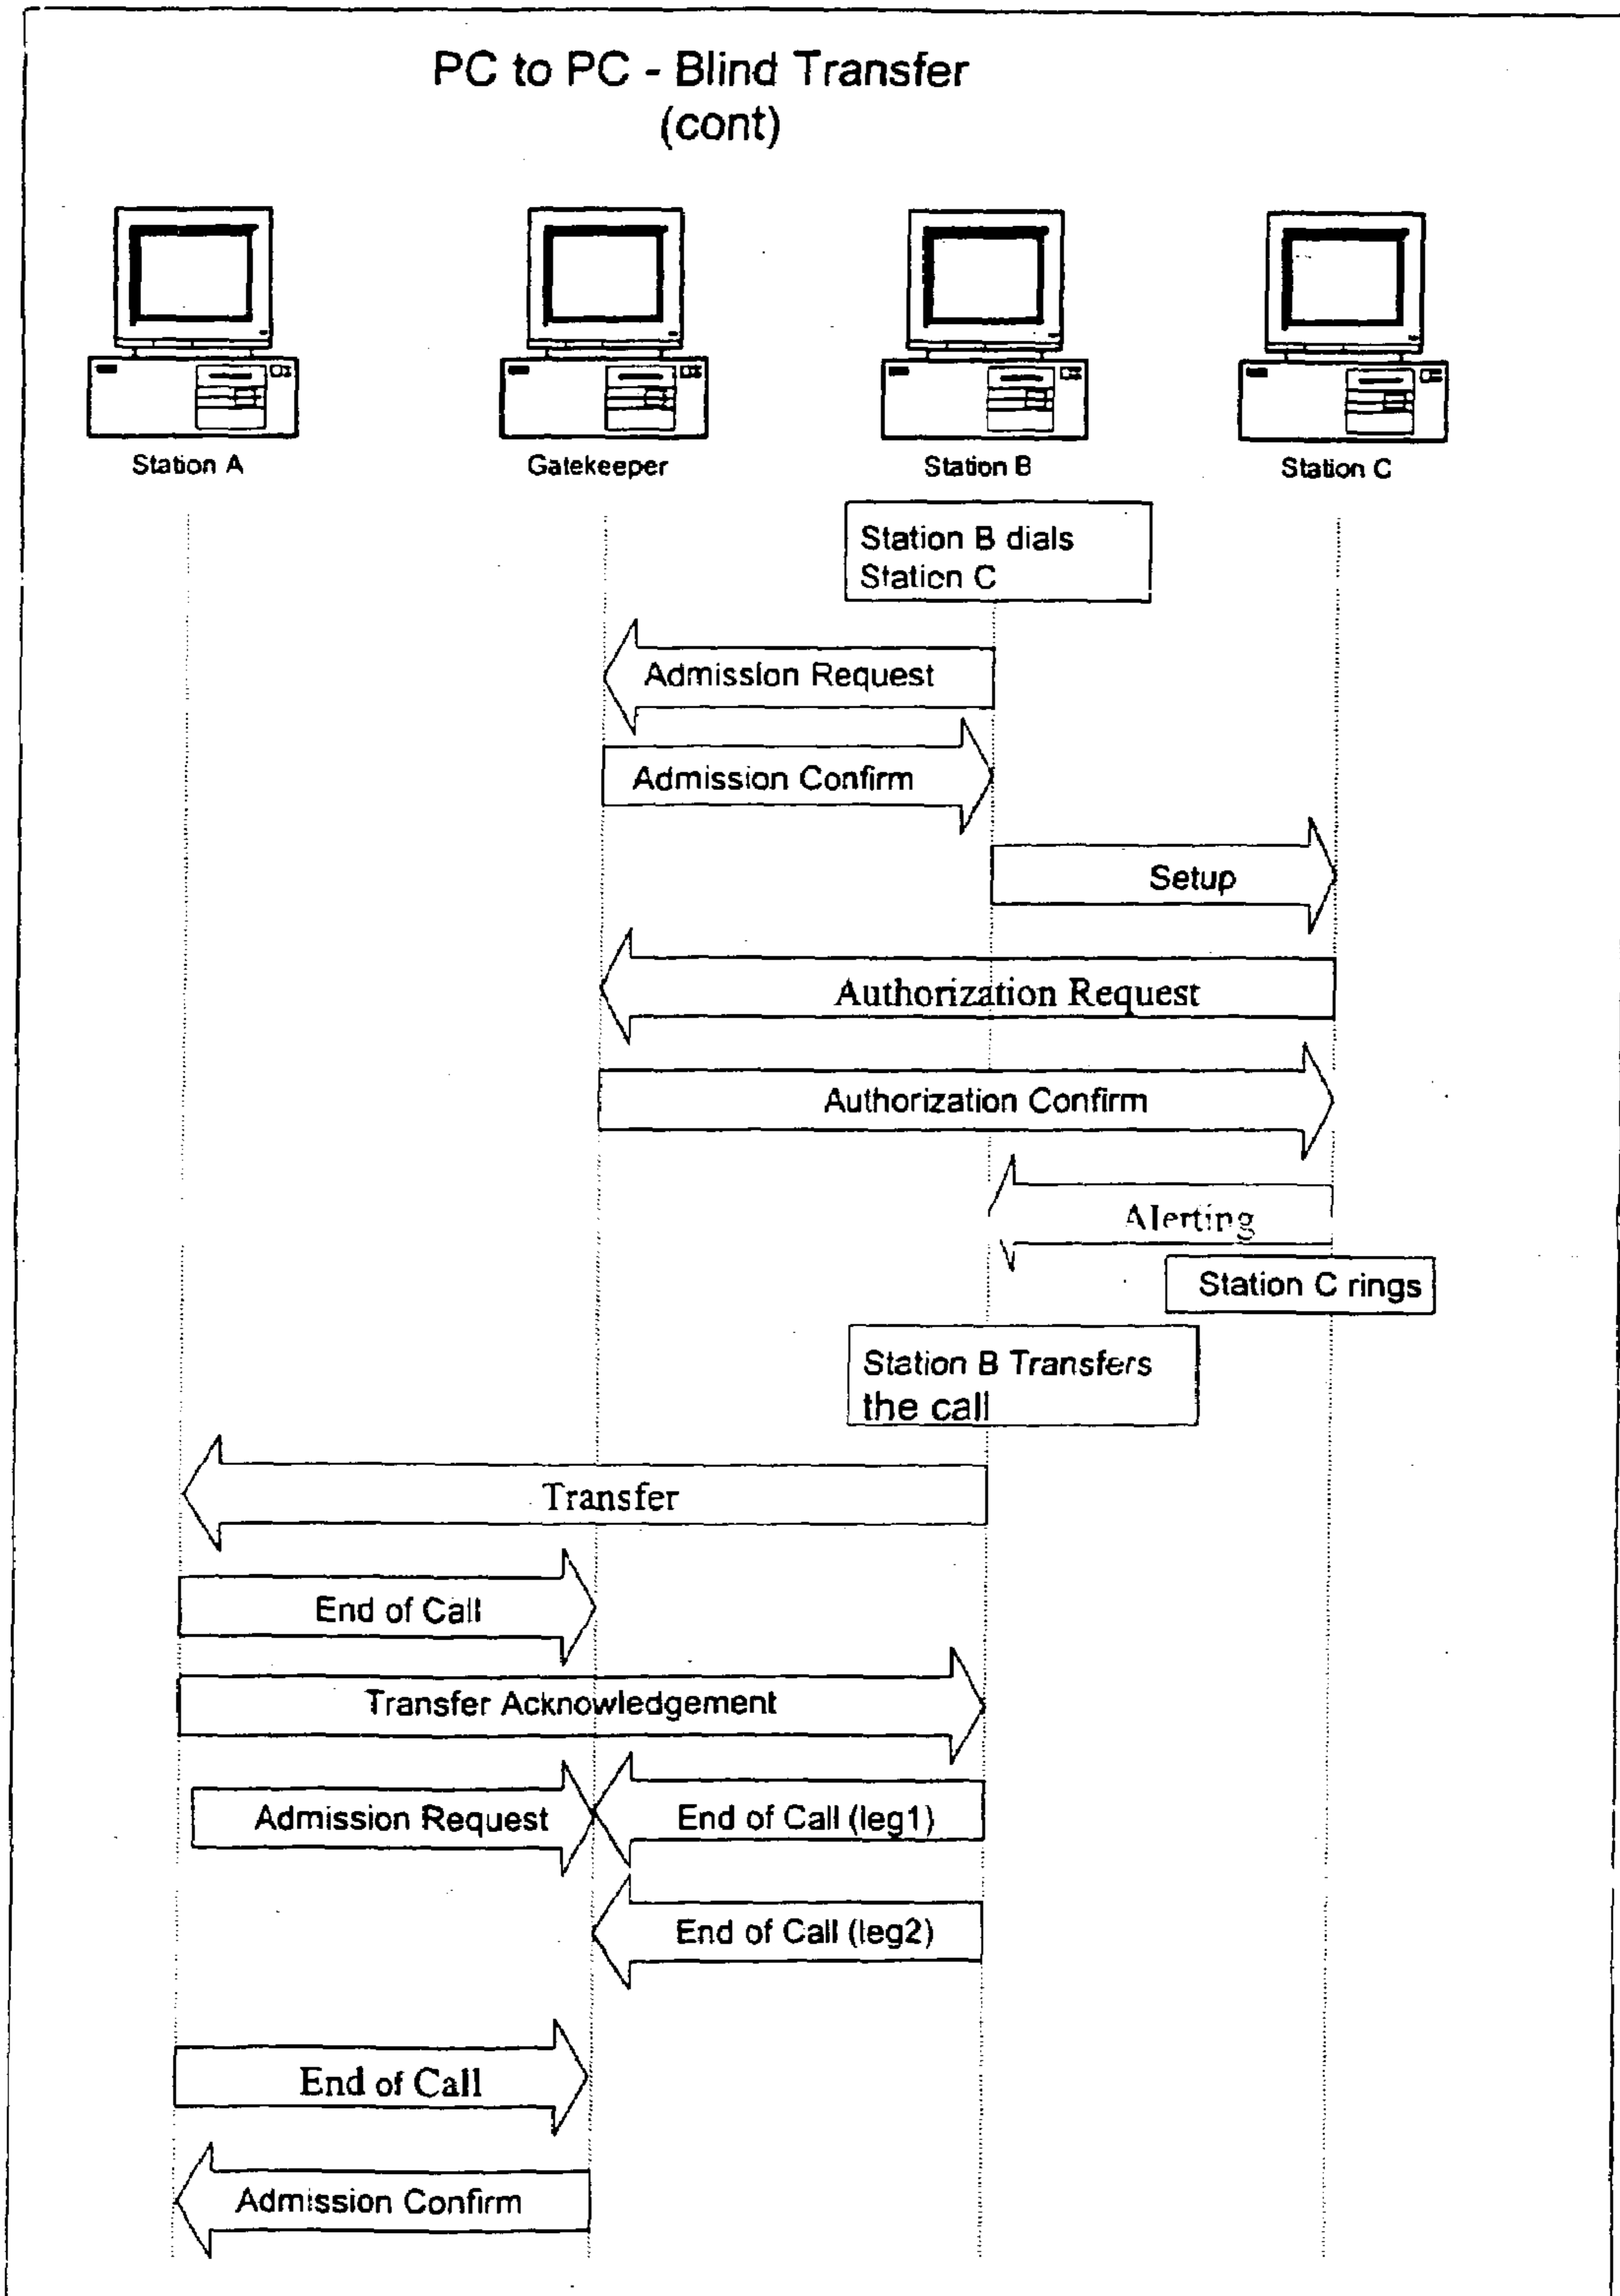 PC to PC - Blind Transfer
(cont)
Station A
Gatekeeper
Station B
Station C
Station B dials
Station C
Admission Request
Admission Confirm
Setup
Authorization Request
Authorization Confirm
Alerting
Station C rings
Station B Transfers
the call
Transfer
End of Call
Transfer Acknowledgement
Admission Request
End of Call (leg1)
End of Call (leg2)
End of Call
Admission Confirm